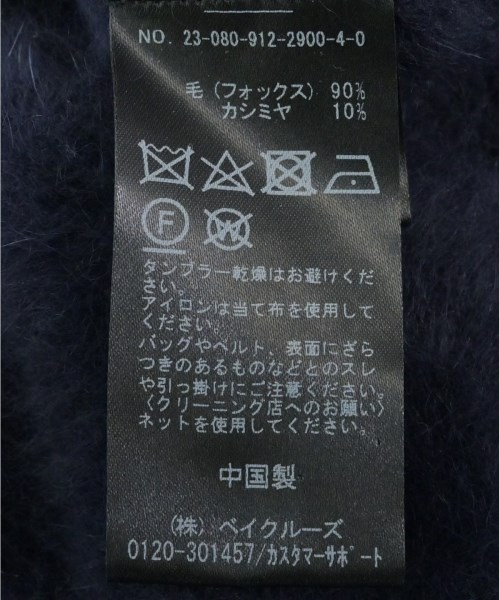 NO. 23-080-912-2900-4-0
毛(フォックス) 90%
カシミヤ 10%
F
W
タンブラー乾燥はお避けくだ
さい。
アイロンは当て布を使用して
ください。
バッグやベルト、表面にざら
つきのあるものなどとのスレ
や引っ掛けにご注意ください。
〈クリーニング店へのお願い〉
ネットを使用してください。
中国製
(株)ベイクルーズ
0120-301457/カスタマーサポート